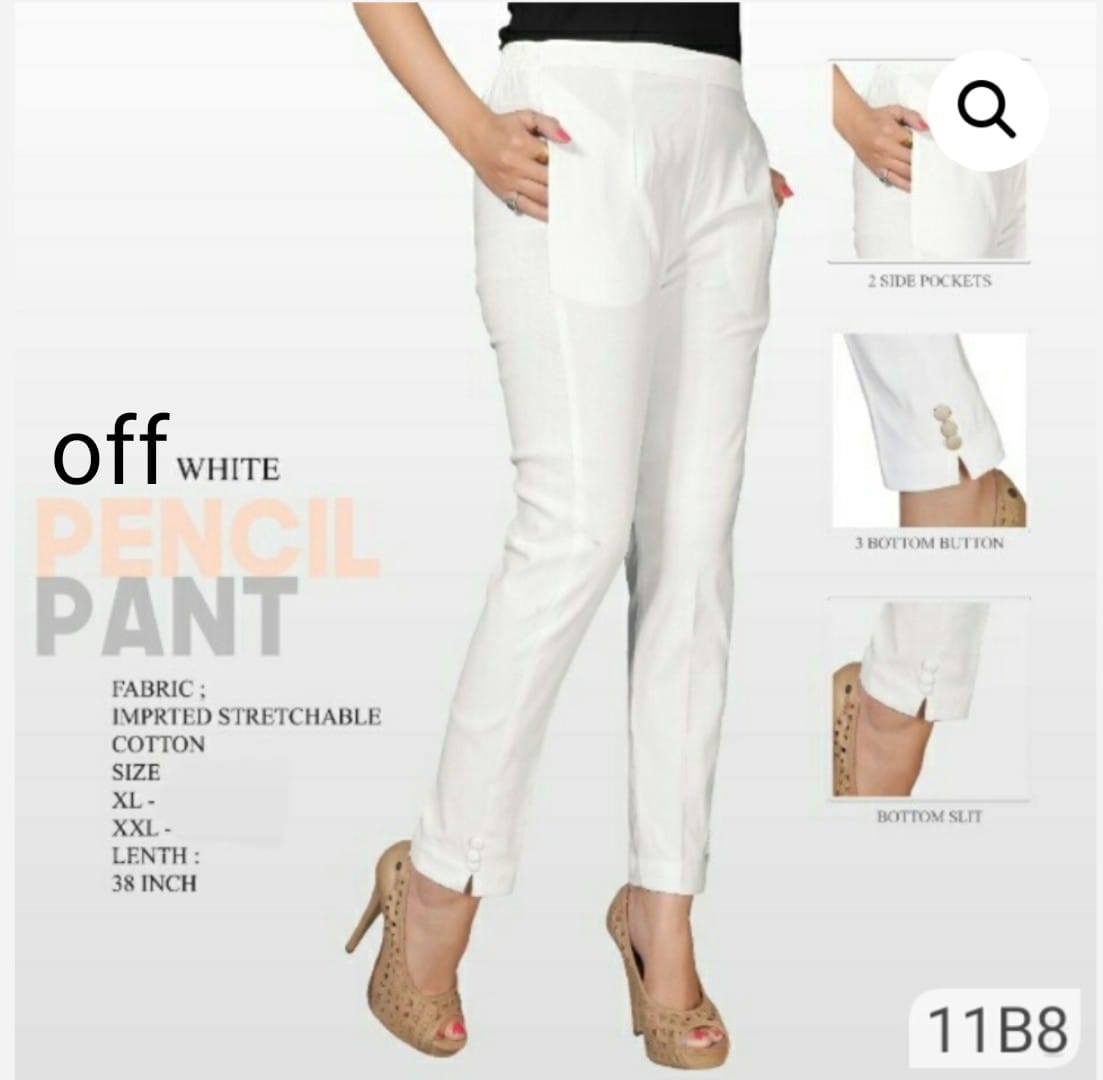 off WHITE
PENCIL
PANT
FABRIC ;
IMPRTED STRETCHABLE
COTTON
SIZE
XL -
XXL -
LENTH :
38 INCH
2 SIDE POCKETS
3 BOTTOM BUTTON
BOTTOM SLIT
11B8